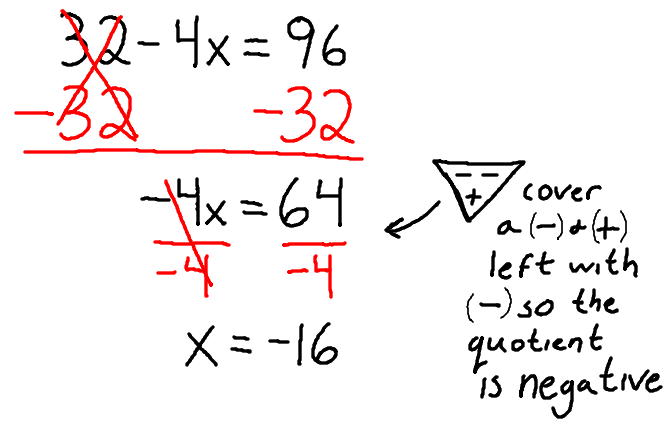 32 - 4x = 96
-32 -32
-4x = 64
-4 -4
x = -16
- -
+
cover
a (-) & (+)
left with
(-) so the
quotient
is negative